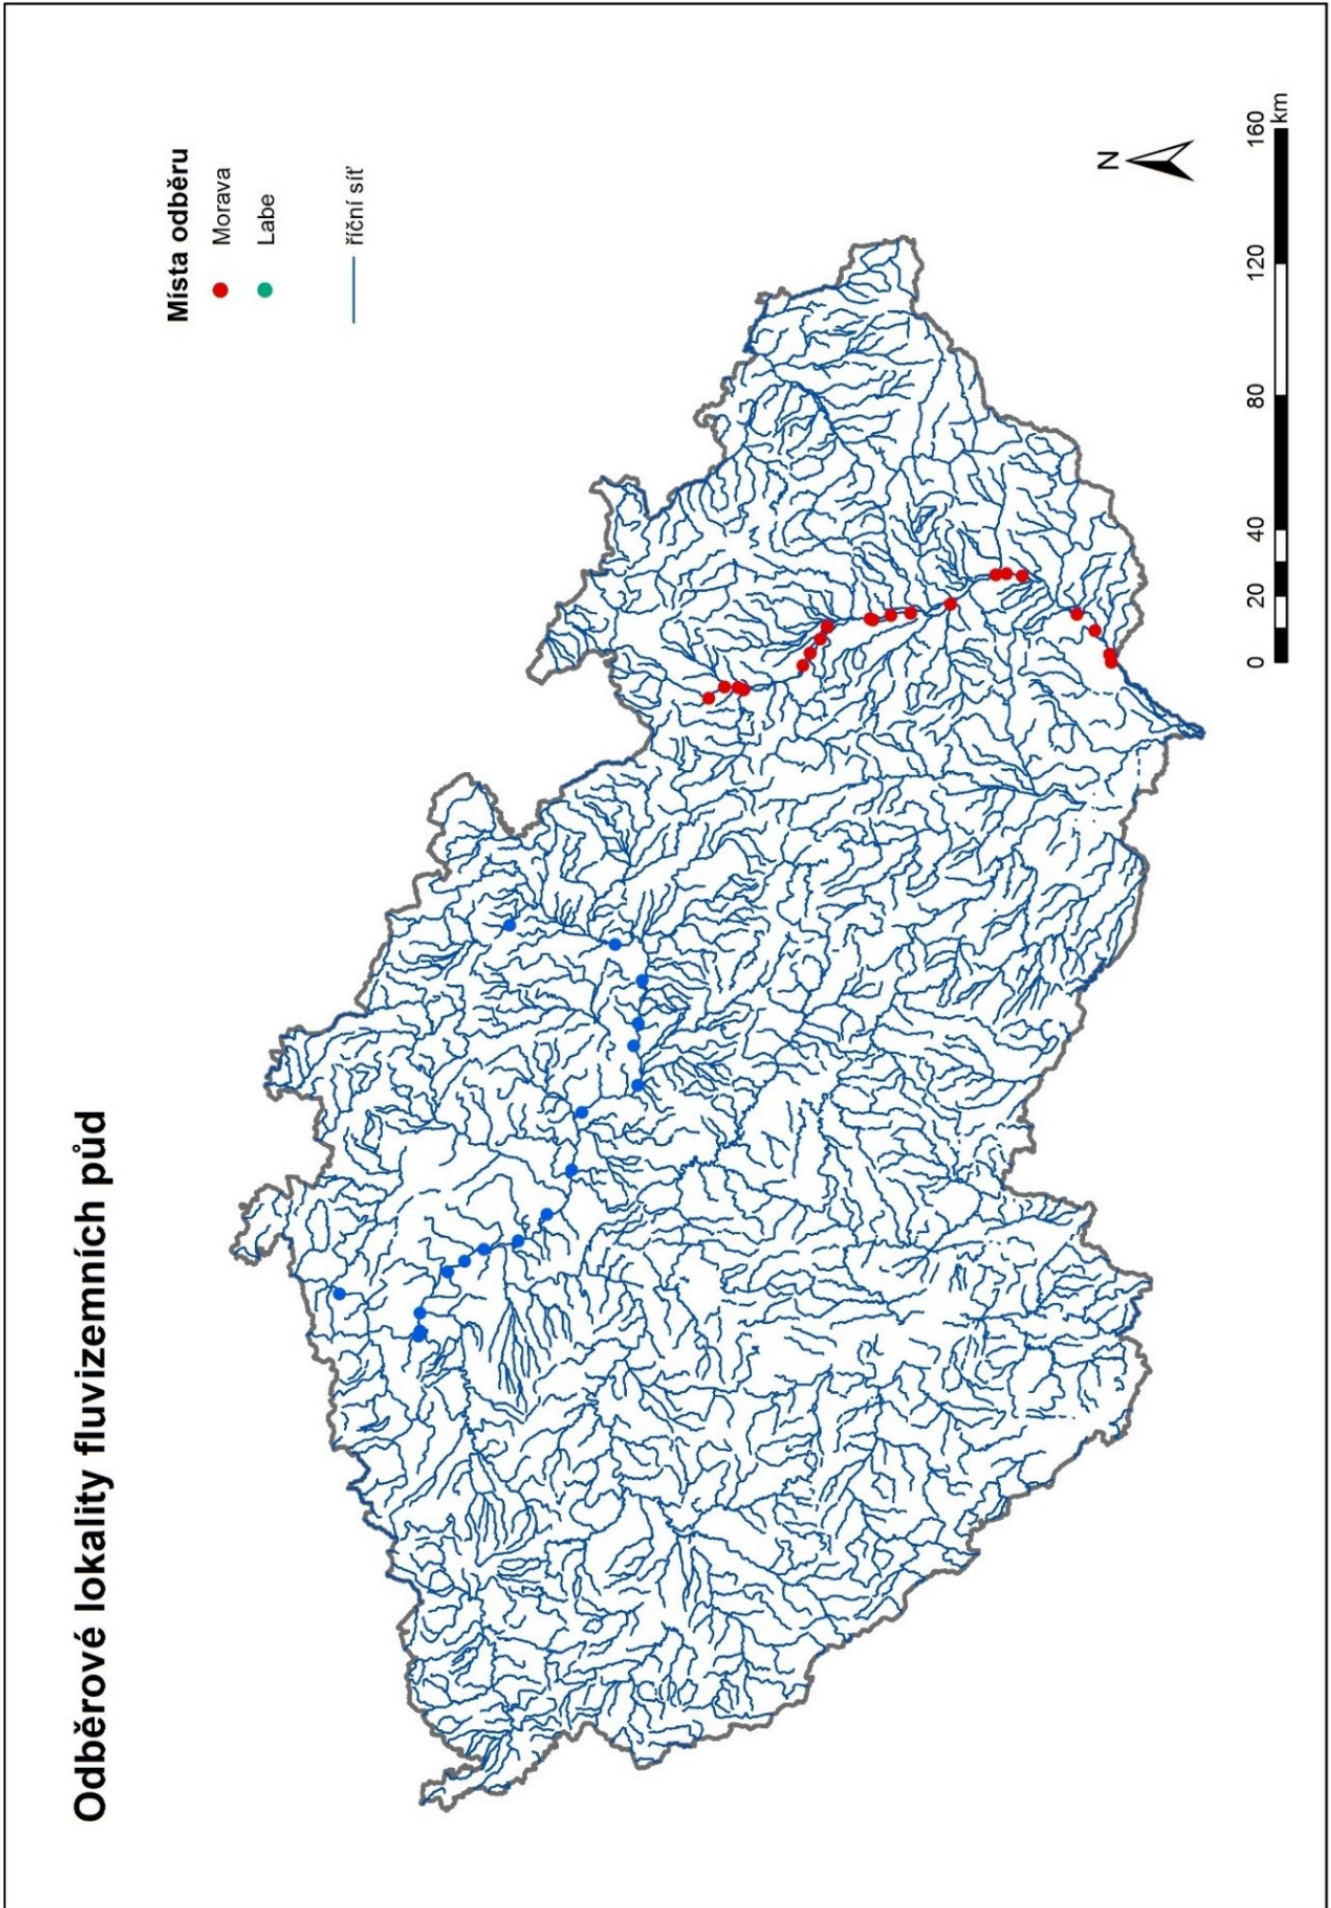 Odběrové lokality fluvizemních půd
Místa odběru
Morava
Labe
říční síť
N
0 20 40 80 120 160
km